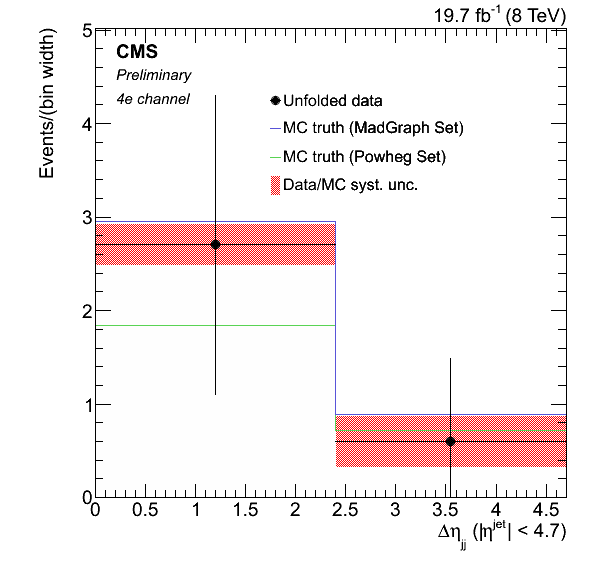 19.7 fb⁻¹ (8 TeV)
Events/(bin width)
5
4
3
2
1
0
CMS
Preliminary
4e channel
Unfolded data
MC truth (MadGraph Set)
MC truth (Powheg Set)
Data/MC syst. unc.
0 0.5 1 1.5 2 2.5 3 3.5 4 4.5
Δη_jj (|η^jet| < 4.7)